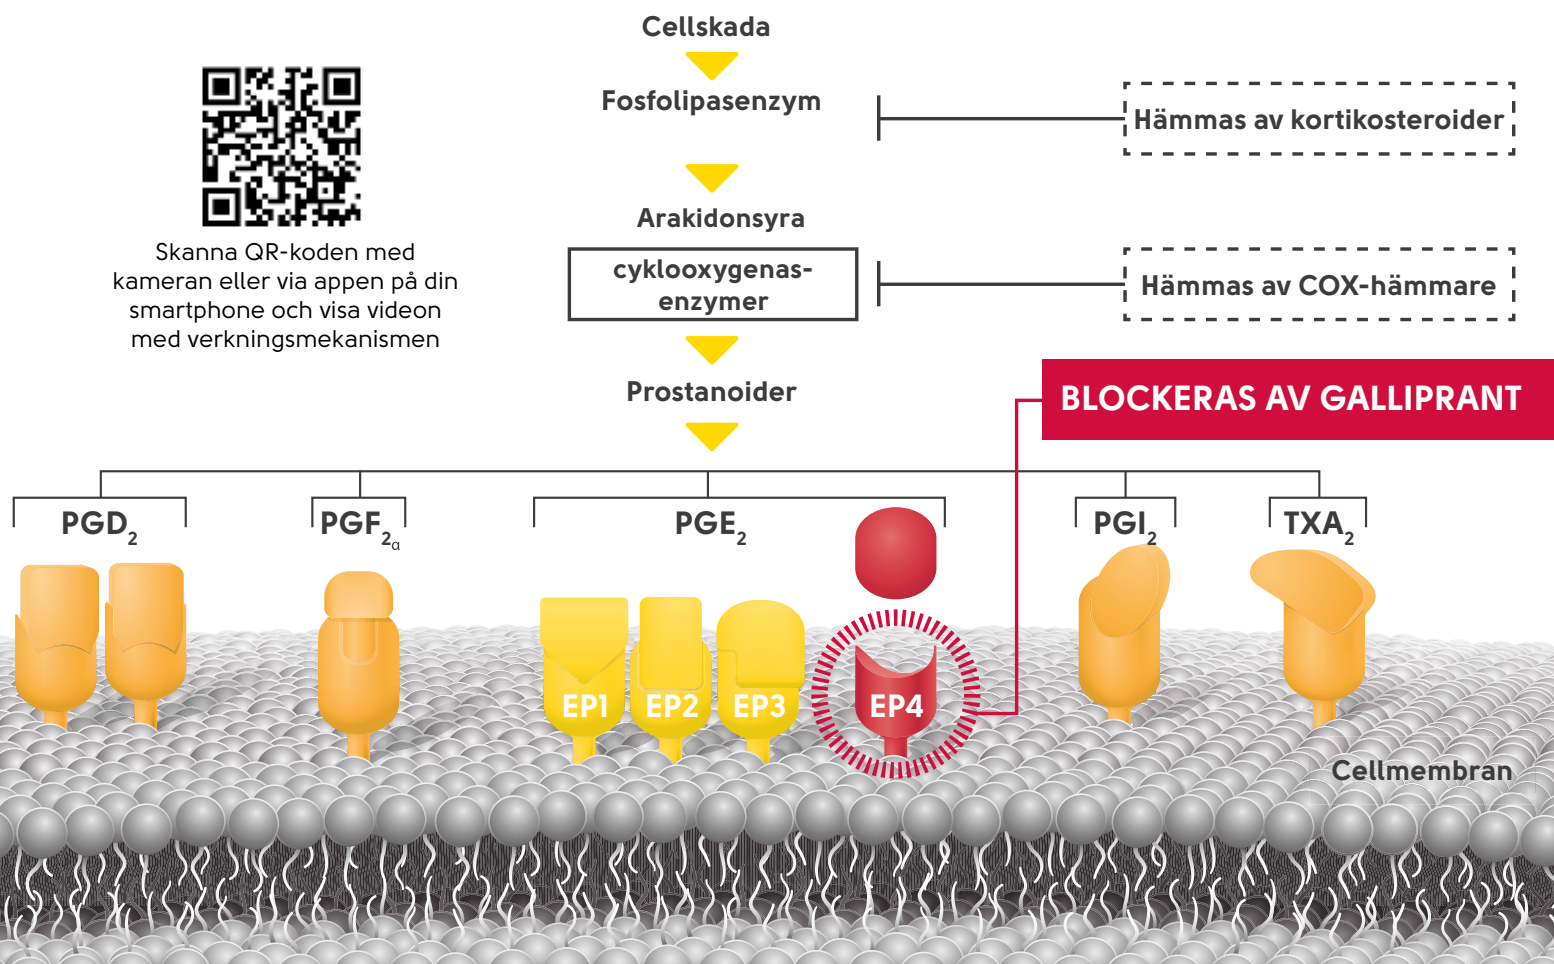 Cellskada
Fosfolipasenzym
Hämmas av kortikosteroider
Skanna QR-koden med
kameran eller via appen på din
smartphone och visa videon
med verkningsmekanismen
Arakidonsyra
cyklooxygenas-
enzymer
Hämmas av COX-hämmare
Prostanoider
BLOCKERAS AV GALLIPRANT
PGD2
PGF2α
PGE2
PGI2
TXA2
EP1
EP2
EP3
EP4
Cellmembran